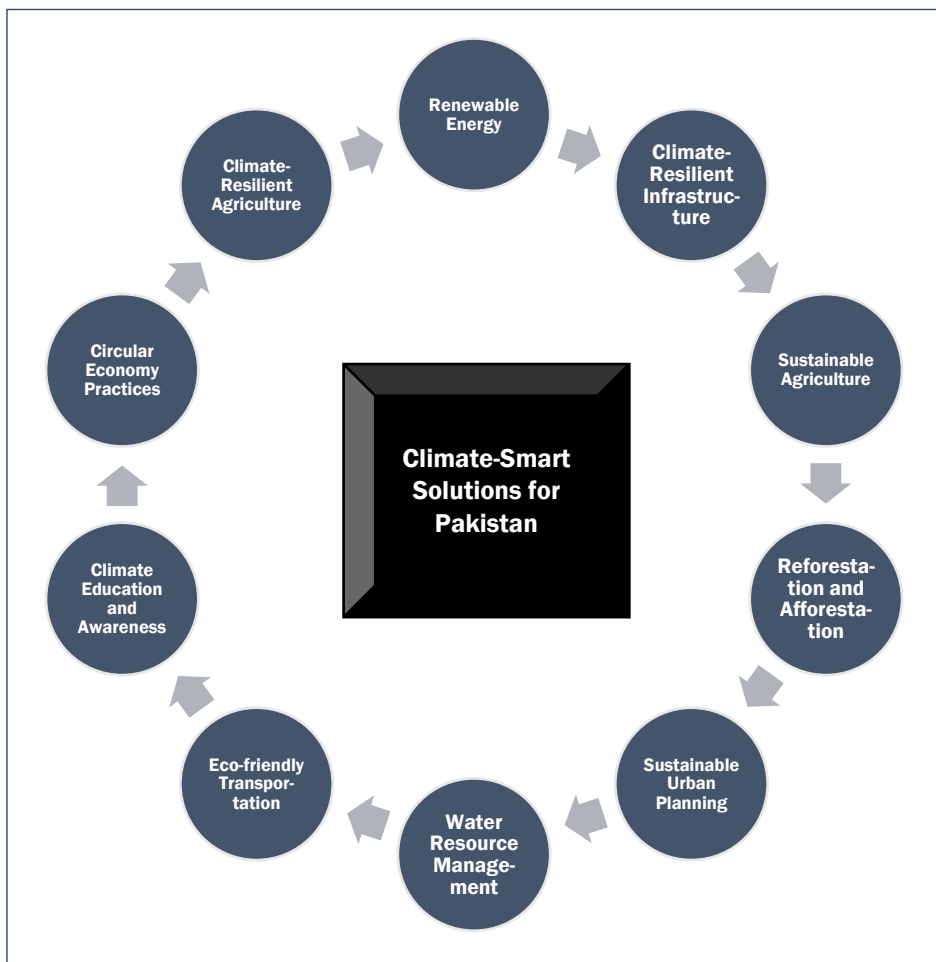 Renewable
Energy
Climate-
Resilient
Infrastruc-
ture
Sustainable
Agriculture
Reforesta-
tion and
Afforesta-
tion
Sustainable
Urban
Planning
Water
Resource
Manage-
ment
Eco-friendly
Transpor-
tation
Climate
Education
and
Awareness
Circular
Economy
Practices
Climate-
Resilient
Agriculture
Climate-Smart
Solutions for
Pakistan